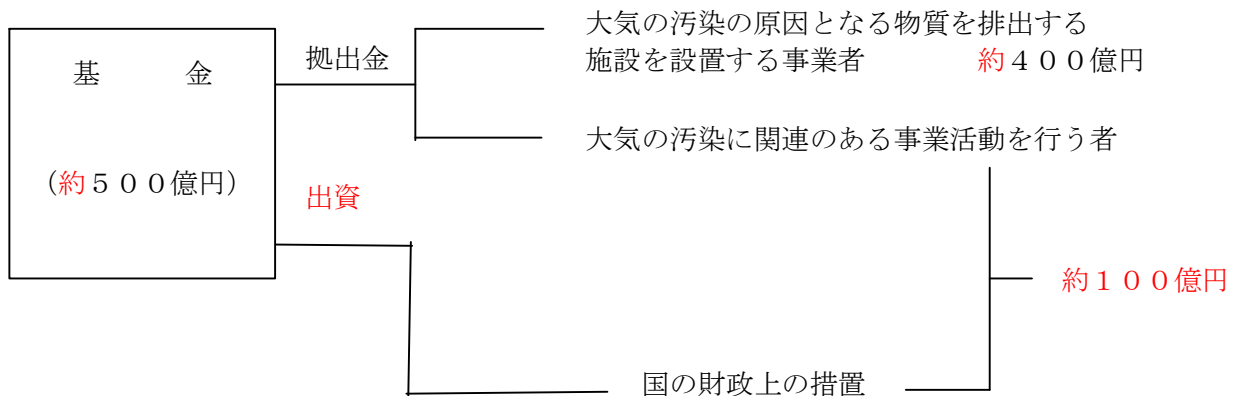 大気の汚染の原因となる物質を排出する
施設を設置する事業者 約４００億円
拠出金
基 金
大気の汚染に関連のある事業活動を行う者
（約５００億円）
出資
約１００億円
国の財政上の措置